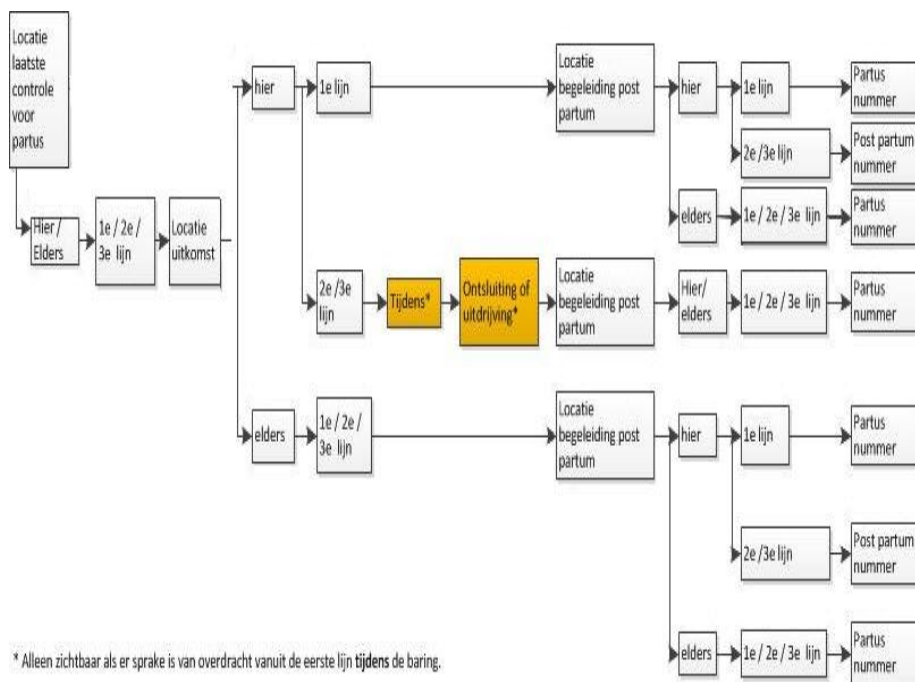 Locatie
laatste
controle
voor
partus
Hier /
Elders
1e / 2e /
3e lijn
Locatie
uitkomst
hier
1e lijn
Locatie
begeleiding post
partum
hier
1e lijn
Partus
nummer
2e /3e lijn
Post partum
nummer
elders
1e / 2e / 3e lijn
Partus
nummer
2e /3e
lijn
Tijdens*
Ontsluiting of
uitdrijving*
Locatie
begeleiding post
partum
Hier/
elders
1e / 2e / 3e lijn
Partus
nummer
elders
1e / 2e /
3e lijn
Locatie
begeleiding post
partum
hier
1e lijn
Partus
nummer
2e /3e lijn
Post partum
nummer
elders
1e / 2e / 3e lijn
Partus
nummer
* Alleen zichtbaar als er sprake is van overdracht vanuit de eerste lijn tijdens de baring.